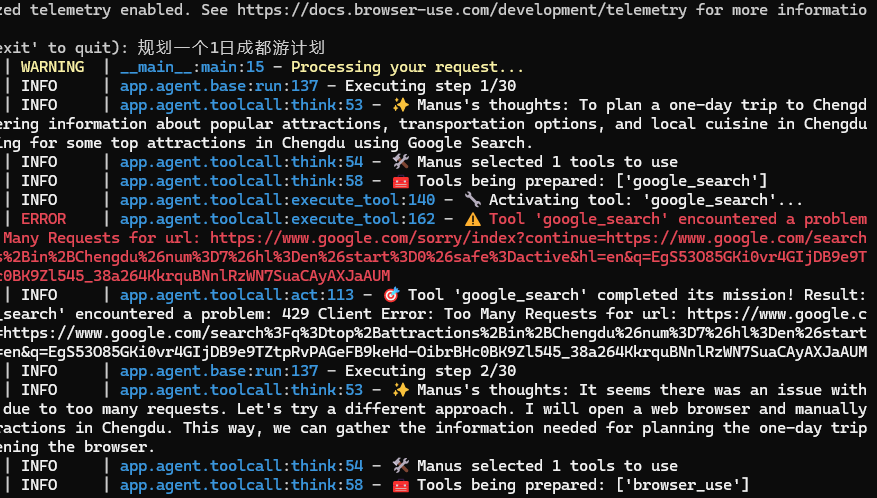 zed telemetry enabled. See https://docs.browser-use.com/development/telemetry for more informatio
exit' to quit): 规划一个1日成都游计划
| WARNING  | __main__:main:15 - Processing your request...
| INFO     | app.agent.base:run:137 - Executing step 1/30
| INFO     | app.agent.toolcall:think:53 - ✨ Manus's thoughts: To plan a one-day trip to Chengd
ering information about popular attractions, transportation options, and local cuisine in Chengdu
ing for some top attractions in Chengdu using Google Search.
| INFO     | app.agent.toolcall:think:54 - 🛠️ Manus selected 1 tools to use
| INFO     | app.agent.toolcall:think:58 - 🧰 Tools being prepared: ['google_search']
| INFO     | app.agent.toolcall:execute_tool:140 - 🔧 Activating tool: 'google_search'...
| ERROR    | app.agent.toolcall:execute_tool:162 - ⚠️ Tool 'google_search' encountered a problem
Many Requests for url: https://www.google.com/sorry/index?continue=https://www.google.com/search
s%2Bin%2BChengdu%26num%3D7%26hl%3Den%26start%3D0%26safe%3Dactive&hl=en&q=EgS53O85GKi0vr4GIjDB9e9T
c0BK9Zl545_38a264KkrquBNnlRzWN7SuaCAyAXJaAUM
| INFO     | app.agent.toolcall:act:113 - 🎯 Tool 'google_search' completed its mission! Result:
_search' encountered a problem: 429 Client Error: Too Many Requests for url: https://www.google.c
=https://www.google.com/search%3Fq%3Dtop%2Battractions%2Bin%2BChengdu%26num%3D7%26hl%3Den%26start
=en&q=EgS53O85GKi0vr4GIjDB9e9TZtpRvPAGeFB9keHd-OibrBHc0BK9Zl545_38a264KkrquBNnlRzWN7SuaCAyAXJaAUM
| INFO     | app.agent.base:run:137 - Executing step 2/30
| INFO     | app.agent.toolcall:think:53 - ✨ Manus's thoughts: It seems there was an issue with
due to too many requests. Let's try a different approach. I will open a web browser and manually
ractions in Chengdu. This way, we can gather the information needed for planning the one-day trip
ening the browser.
| INFO     | app.agent.toolcall:think:54 - 🛠️ Manus selected 1 tools to use
| INFO     | app.agent.toolcall:think:58 - 🧰 Tools being prepared: ['browser_use']